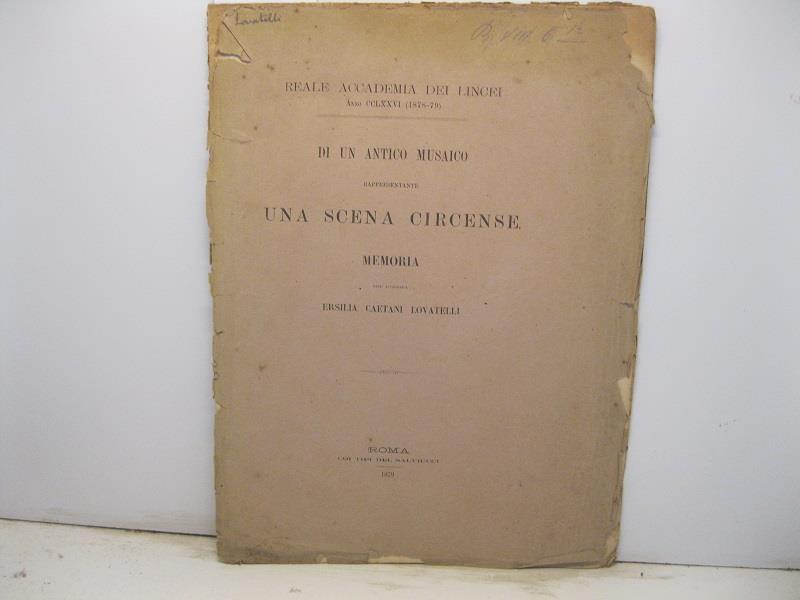 Lovatelli
REALE ACCADEMIA DEI LINCEI
ANNO CCLXXVI (1878-79)
DI UN ANTICO MUSAICO
RAPPRESENTANTE
UNA SCENA CIRCENSE.
MEMORIA
ERSILIA CAETANI LOVATELLI
ROMA
COI TIPI DEL SALVIUCCI
1879